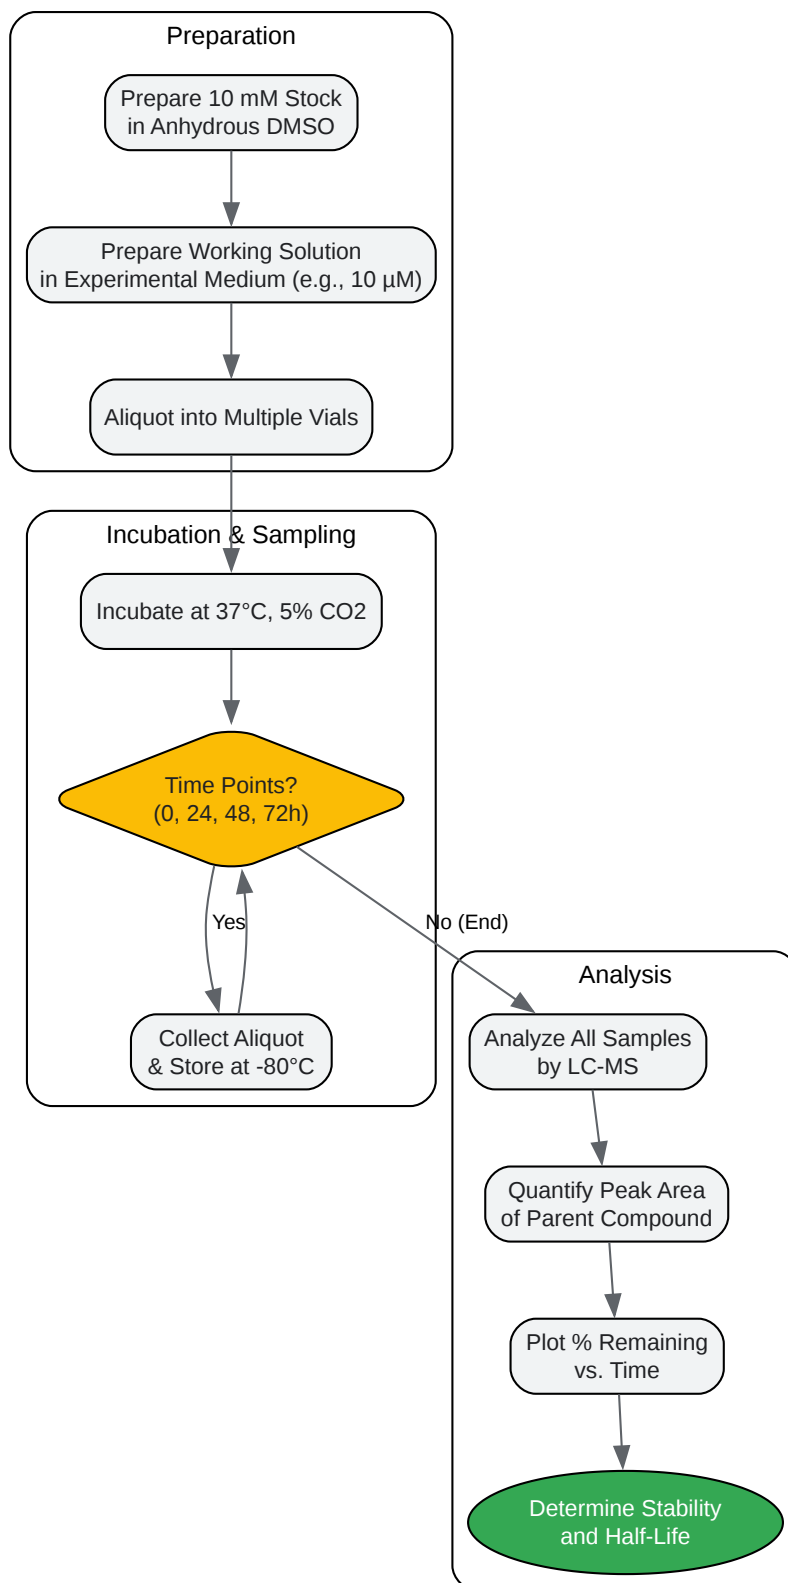 Preparation
Prepare 10 mM Stock
in Anhydrous DMSO
Prepare Working Solution
in Experimental Medium (e.g., 10 µM)
Aliquot into Multiple Vials
Incubation & Sampling
Incubate at 37°C, 5% CO2
Time Points?
(0, 24, 48, 72h)
Yes
No (End)
Collect Aliquot
& Store at -80°C
Analysis
Analyze All Samples
by LC-MS
Quantify Peak Area
of Parent Compound
Plot % Remaining
vs. Time
Determine Stability
and Half-Life